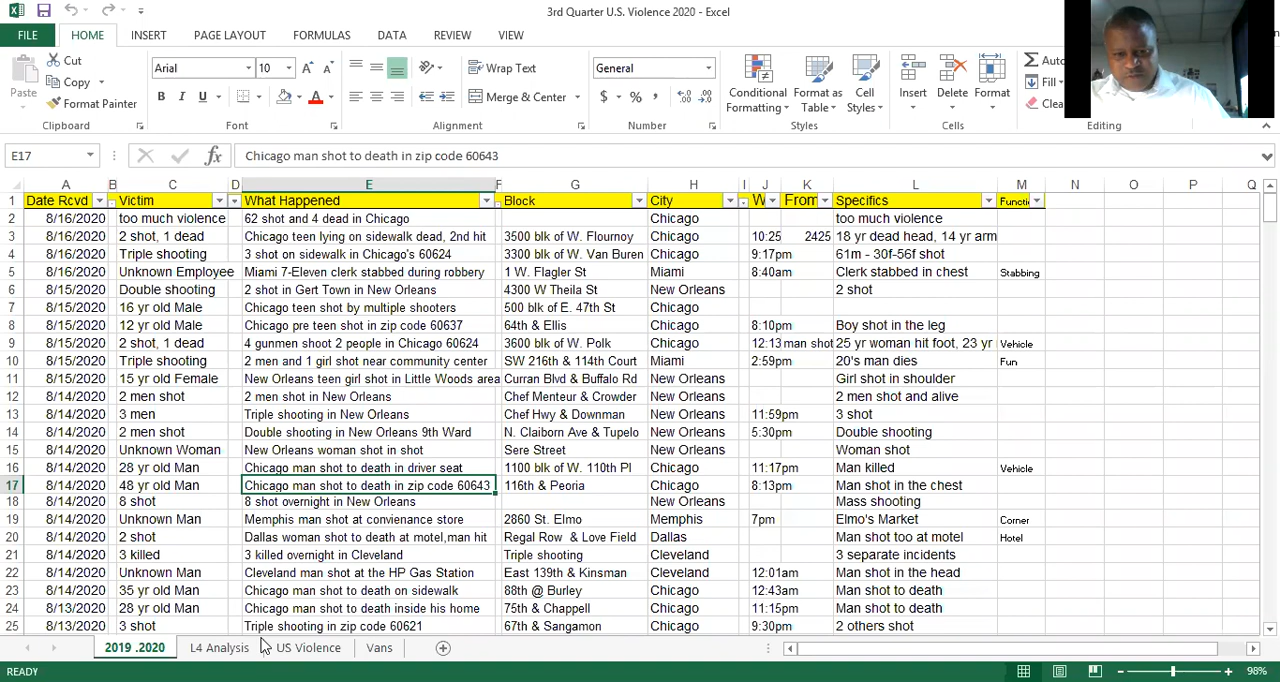 3rd Quarter U.S. Violence 2020 - Excel
FILE HOME INSERT PAGE LAYOUT FORMULAS DATA REVIEW VIEW
Cut
Copy
Format Painter
Paste
Clipboard
Arial 10
B I U
Font
Wrap Text
Merge & Center
Alignment
General
$ % ,
Number
Conditional Formatting
Format as Table
Cell Styles
Styles
Insert Delete Format
Cells
Auto
Fill
Clea
Editing
E17 fx Chicago man shot to death in zip code 60643
A B C D E F G H I J K L M N O P Q
1 Date Rcvd Victim What Happened Block City W From Specifics Functi
2 8/16/2020 too much violence 62 shot and 4 dead in Chicago Chicago too much violence
3 8/16/2020 2 shot, 1 dead Chicago teen lying on sidewalk dead, 2nd hit 3500 blk of W. Flournoy Chicago 10:25 2425 18 yr dead head, 14 yr arm
4 8/16/2020 Triple shooting 3 shot on sidewalk in Chicago's 60624 3300 blk of W. Van Buren Chicago 9:17pm 61m - 30f-56f shot
5 8/16/2020 Unknown Employee Miami 7-Eleven clerk stabbed during robbery 1 W. Flagler St Miami 8:40am Clerk stabbed in chest Stabbing
6 8/15/2020 Double shooting 2 shot in Gert Town in New Orleans 4300 W Theila St New Orleans 2 shot
7 8/15/2020 16 yr old Male Chicago teen shot by multiple shooters 500 blk of E. 47th St Chicago
8 8/15/2020 12 yr old Male Chicago pre teen shot in zip code 60637 64th & Ellis Chicago 8:10pm Boy shot in the leg
9 8/15/2020 2 shot, 1 dead 4 gunmen shoot 2 people in Chicago 60624 3600 block of W. Polk Chicago 12:13 man shot 25 yr woman hit foot, 23 yr Vehicle
10 8/15/2020 Triple shooting 2 men and 1 girl shot near community center SW 216th & 114th Court Miami 2:59pm 20's man dies Fun
11 8/15/2020 15 yr old Female New Orleans teen girl shot in Little Woods area Curran Blvd & Buffalo Rd New Orleans Girl shot in shoulder
12 8/14/2020 2 men shot 2 men shot in New Orleans Chef Menteur & Crowder New Orleans 2 men shot and alive
13 8/14/2020 3 men Triple shooting in New Orleans Chef Hwy & Downman New Orleans 11:59pm 3 shot
14 8/14/2020 2 men shot Double shooting in New Orleans 9th Ward N. Claiborn Ave & Tupelo New Orleans 5:30pm Double shooting
15 8/14/2020 Unknown Woman New Orleans woman shot in shot Sere Street New Orleans Woman shot
16 8/14/2020 28 yr old Man Chicago man shot to death in driver seat 1100 blk of W. 110th Pl Chicago 11:17pm Man killed Vehicle
17 8/14/2020 48 yr old Man Chicago man shot to death in zip code 60643 116th & Peoria Chicago 8:13pm Man shot in the chest
18 8/14/2020 8 shot 8 shot overnight in New Orleans New Orleans Mass shooting
19 8/14/2020 Unknown Man Memphis man shot at convienance store 2860 St. Elmo Memphis 7pm Elmo's Market Corner
20 8/14/2020 2 shot Dallas woman shot to death at motel,man hit Regal Row & Love Field Dallas Man shot too at motel Hotel
21 8/14/2020 3 killed 3 killed overnight in Cleveland Triple shooting Cleveland 3 separate incidents
22 8/14/2020 Unknown Man Cleveland man shot at the HP Gas Station East 139th & Kinsman Cleveland 12:01am Man shot in the head
23 8/14/2020 35 yr old Man Chicago man shot to death on sidewalk 88th @ Burley Chicago 12:43am Man shot to death
24 8/13/2020 28 yr old Man Chicago man shot to death inside his home 75th & Chappell Chicago 11:15pm Man shot to death
25 8/13/2020 3 shot Triple shooting in zip code 60621 67th & Sangamon Chicago 9:30pm 2 others shot
2019 .2020 L4 Analysis US Violence Vans
READY 98%